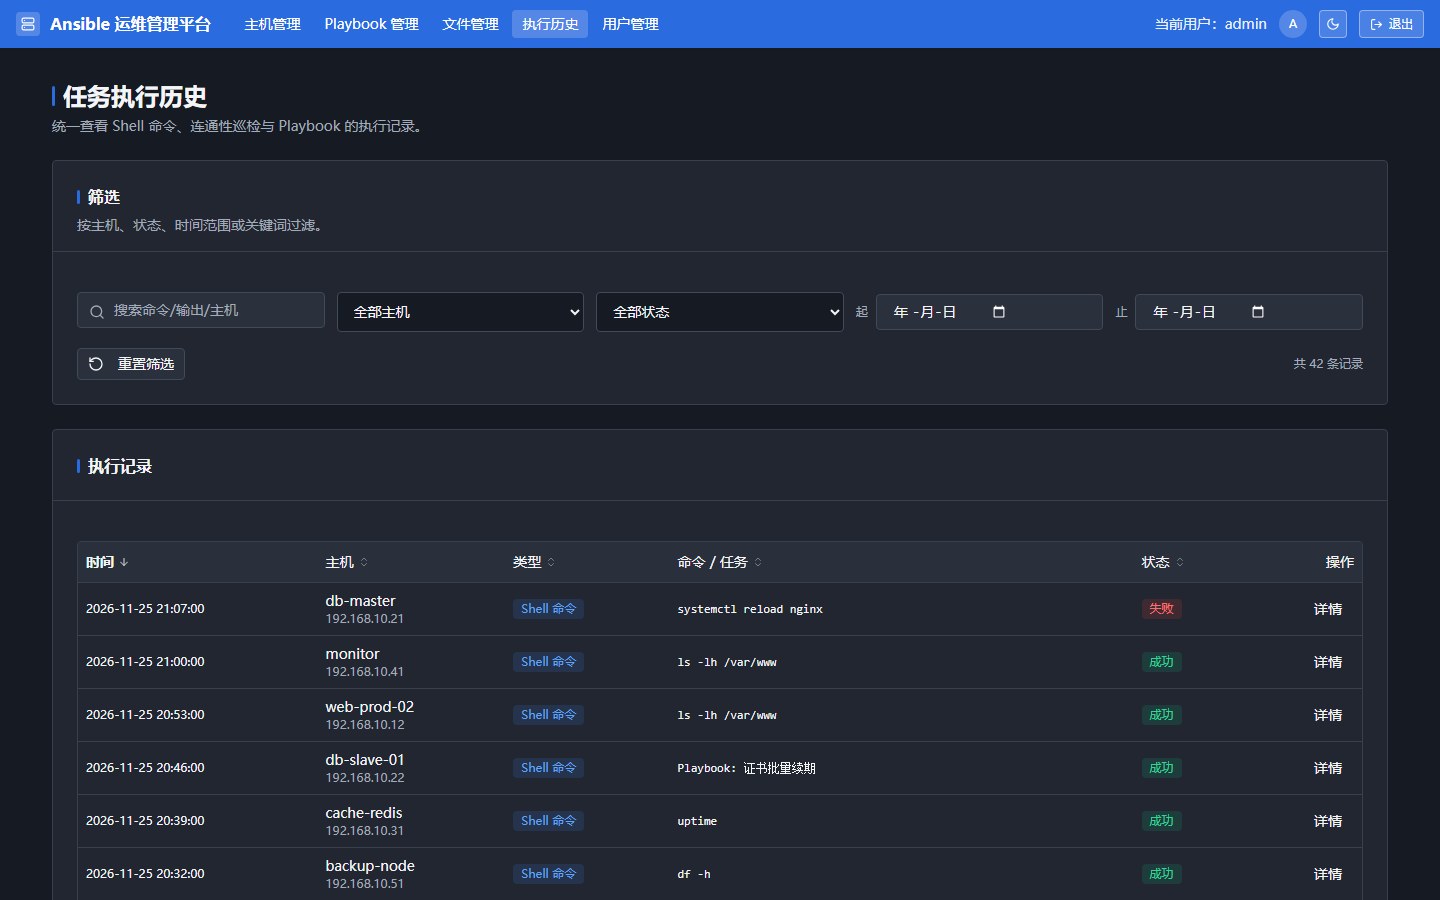 Ansible 运维管理平台 主机管理 Playbook 管理 文件管理 执行历史 用户管理 当前用户：admin A 退出
任务执行历史
统一查看 Shell 命令、连通性巡检与 Playbook 的执行记录。
筛选
按主机、状态、时间范围或关键词过滤。
搜索命令/输出/主机 全部主机 全部状态 起 年 -月-日 止 年 -月-日
重置筛选 共 42 条记录
执行记录
时间 主机 类型 命令 / 任务 状态 操作
2026-11-25 21:07:00 db-master Shell 命令 systemctl reload nginx 失败 详情
192.168.10.21
2026-11-25 21:00:00 monitor Shell 命令 ls -lh /var/www 成功 详情
192.168.10.41
2026-11-25 20:53:00 web-prod-02 Shell 命令 ls -lh /var/www 成功 详情
192.168.10.12
2026-11-25 20:46:00 db-slave-01 Shell 命令 Playbook: 证书批量续期 成功 详情
192.168.10.22
2026-11-25 20:39:00 cache-redis Shell 命令 uptime 成功 详情
192.168.10.31
2026-11-25 20:32:00 backup-node Shell 命令 df -h 成功 详情
192.168.10.51